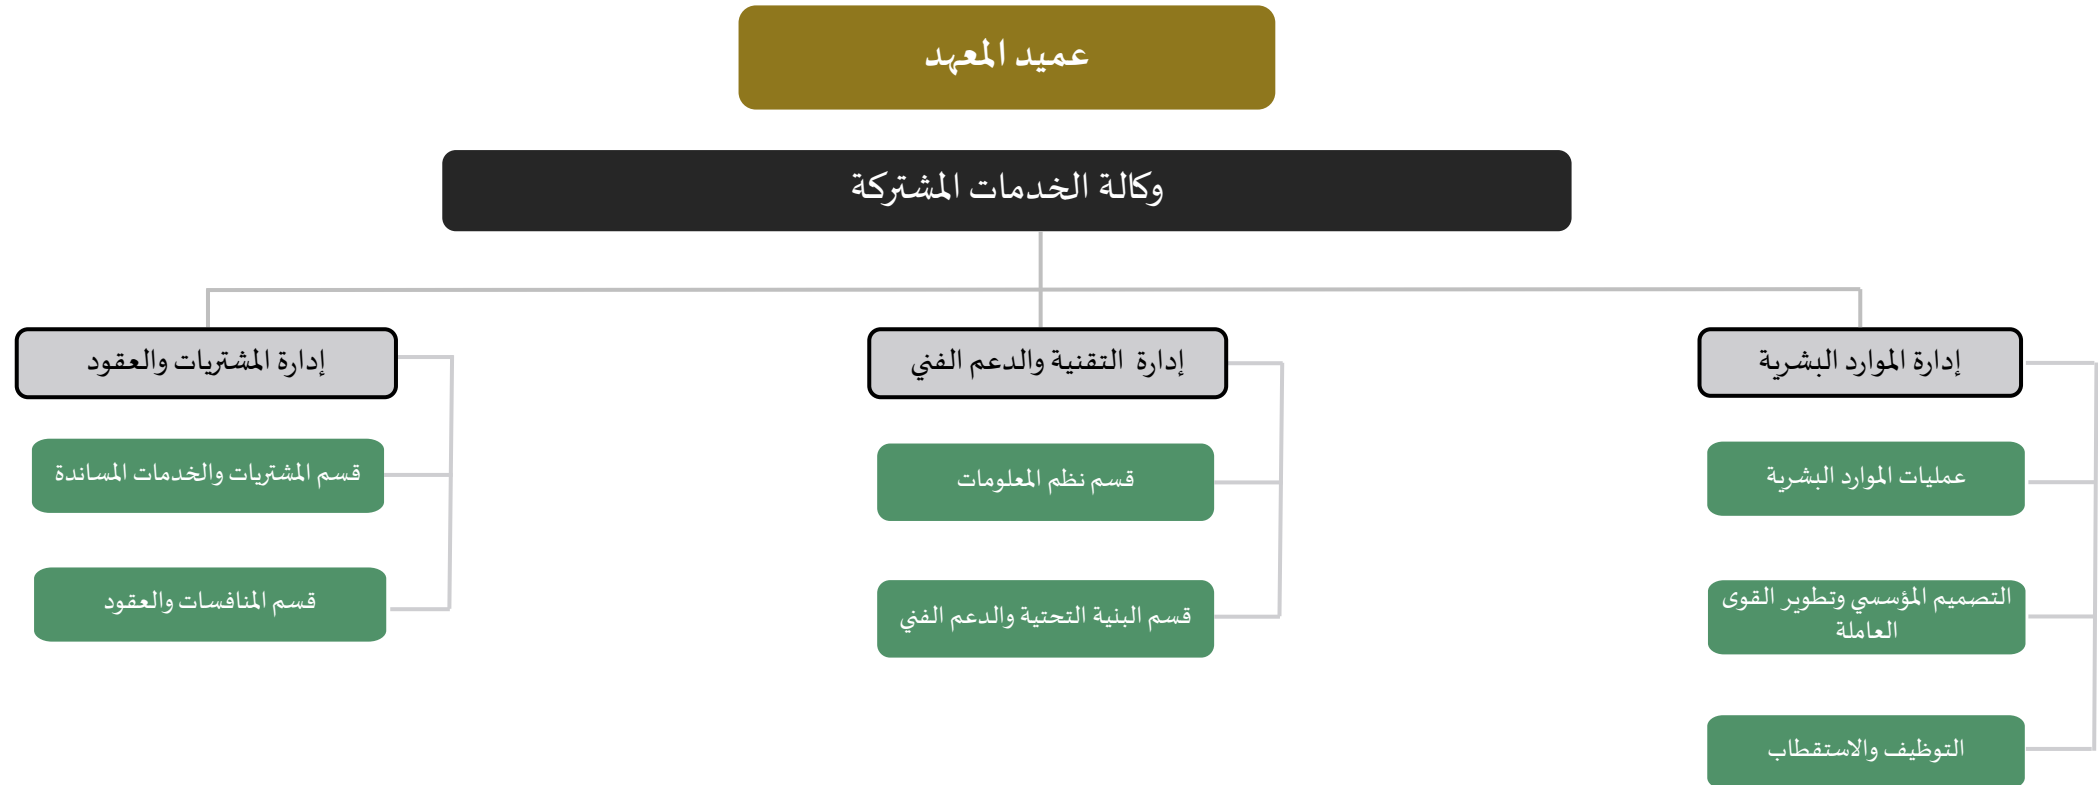 عميد المعهد
وكالة الخدمات المشتركة
إدارة الموارد البشرية
إدارة التقنية والدعم الفني
إدارة المشتريات والعقود
عمليات الموارد البشرية
قسم نظم المعلومات
قسم المشتريات والخدمات المساندة
التصميم المؤسسي وتطوير القوى
العاملة
قسم البنية التحتية والدعم الفني
قسم المنافسات والعقود
التوظيف والاستقطاب